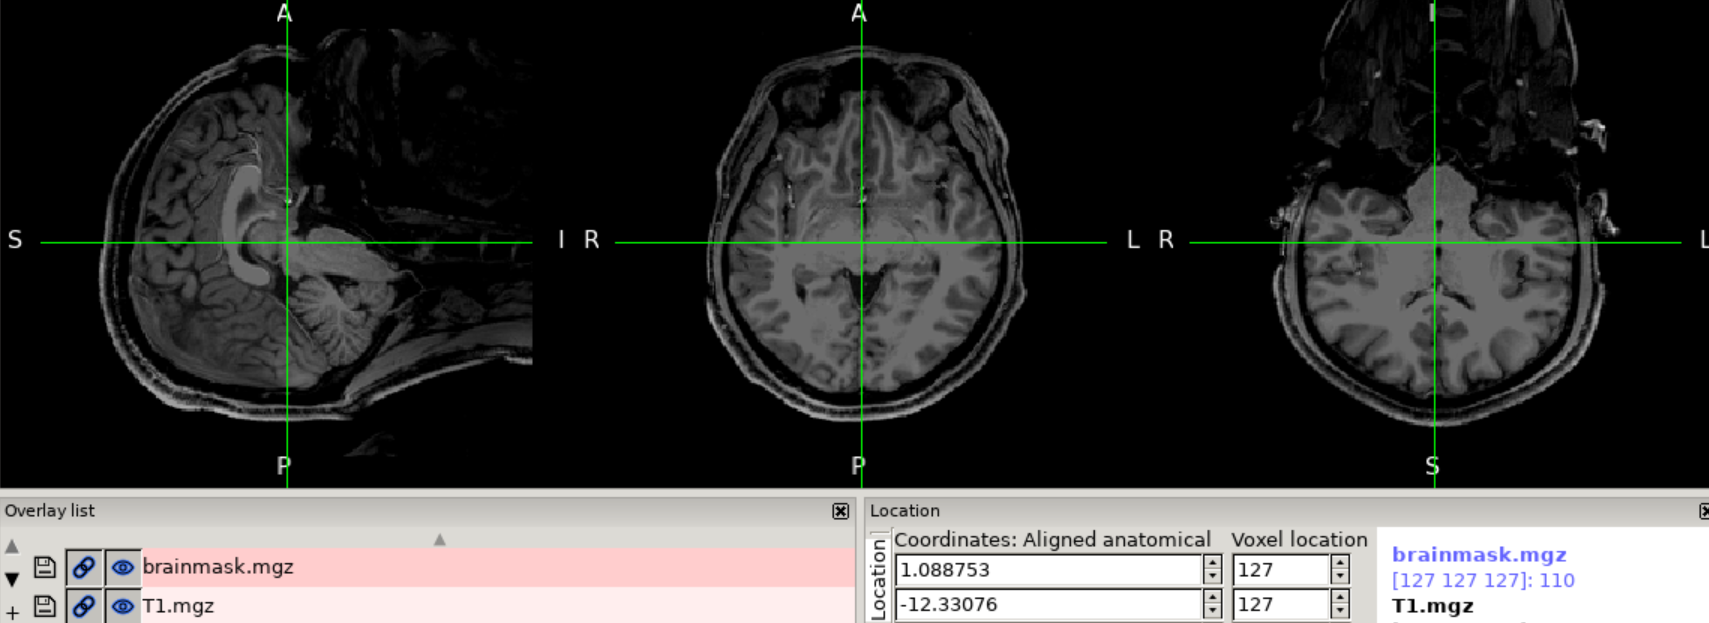 A A I
S I R L R L
P P S
Overlay list Location
Coordinates: Aligned anatomical Voxel location
brainmask.mgz
T1.mgz
Location
1.088753 127
-12.33076 127
brainmask.mgz
[127 127 127]: 110
T1.mgz